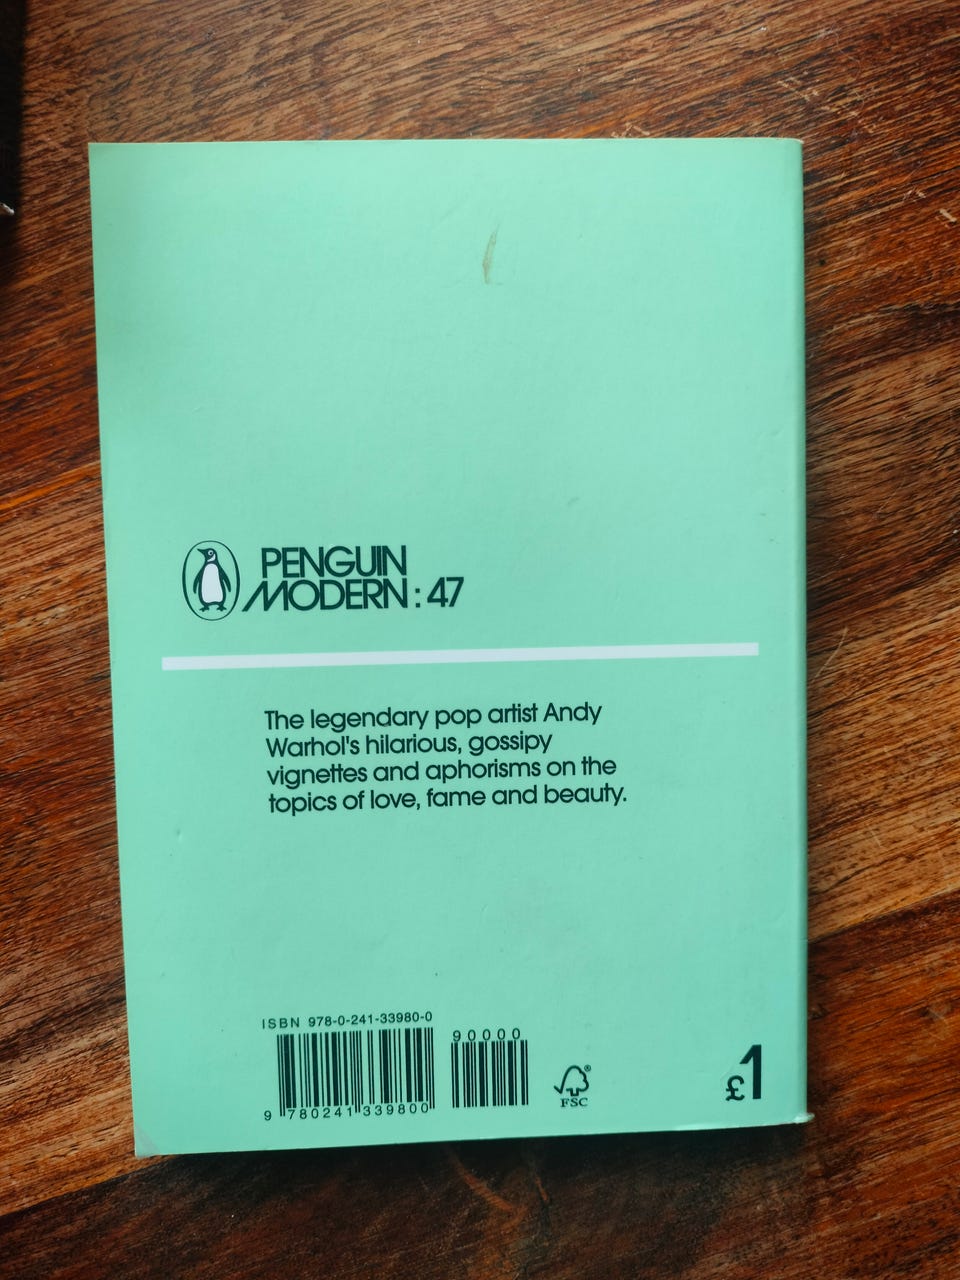 PENGUIN
MODERN : 47
The legendary pop artist Andy
Warhol's hilarious, gossipy
vignettes and aphorisms on the
topics of love, fame and beauty.
ISBN 978-0-241-33980-0
90000
9 780241 339800
FSC
£1